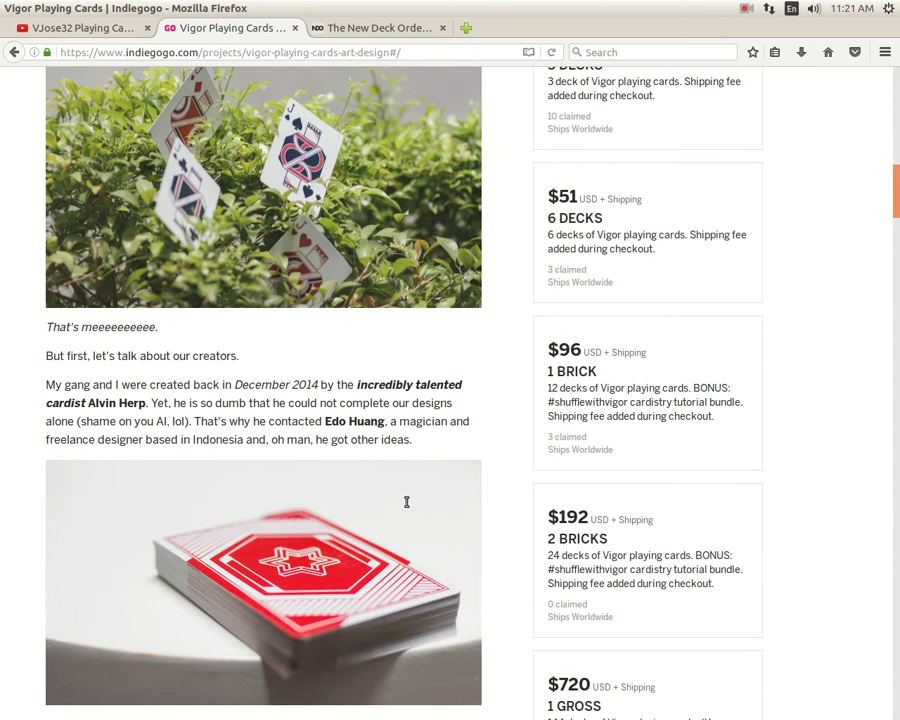 Vigor Playing Cards | Indiegogo - Mozilla Firefox
En
11:21 AM
VJose32 Playing Ca...
GO
Vigor Playing Cards ...
The New Deck Orde...
https://www.indiegogo.com/projects/vigor-playing-cards-art-design#/
Search
That's meeeeeeeeee.
But first, let's talk about our creators.
My gang and I were created back in December 2014 by the incredibly talented
cardist Alvin Herp. Yet, he is so dumb that he could not complete our designs
alone (shame on you Al, lol). That's why he contacted Edo Huang, a magician and
freelance designer based in Indonesia and, oh man, he got other ideas.
3 DECKS
3 deck of Vigor playing cards. Shipping fee
added during checkout.
10 claimed
Ships Worldwide
$51 USD + Shipping
6 DECKS
6 decks of Vigor playing cards. Shipping fee
added during checkout.
3 claimed
Ships Worldwide
$96 USD + Shipping
1 BRICK
12 decks of Vigor playing cards. BONUS:
#shufflewithvigor cardistry tutorial bundle.
Shipping fee added during checkout.
3 claimed
Ships Worldwide
$192 USD + Shipping
2 BRICKS
24 decks of Vigor playing cards. BONUS:
#shufflewithvigor cardistry tutorial bundle.
Shipping fee added during checkout.
0 claimed
Ships Worldwide
$720 USD + Shipping
1 GROSS